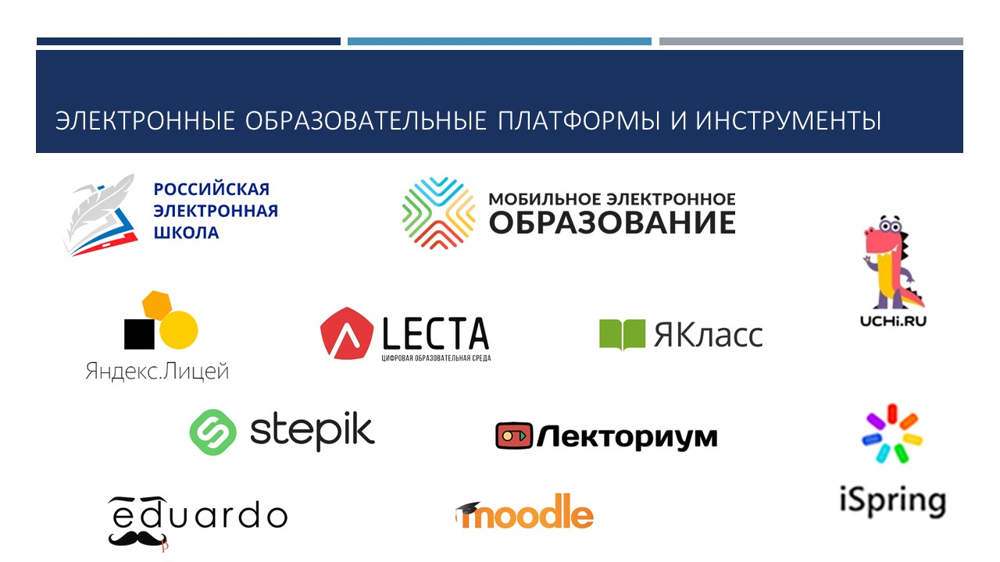 ЭЛЕКТРОННЫЕ ОБРАЗОВАТЕЛЬНЫЕ ПЛАТФОРМЫ И ИНСТРУМЕНТЫ
РОССИЙСКАЯ
ЭЛЕКТРОННАЯ
ШКОЛА
МОБИЛЬНОЕ ЭЛЕКТРОННОЕ
ОБРАЗОВАНИЕ
UCHi.RU
Яндекс.Лицей
LECTA
ЦИФРОВАЯ ОБРАЗОВАТЕЛЬНАЯ СРЕДА
ЯКласс
stepik
Лекториум
iSpring
eduardo
β
moodle